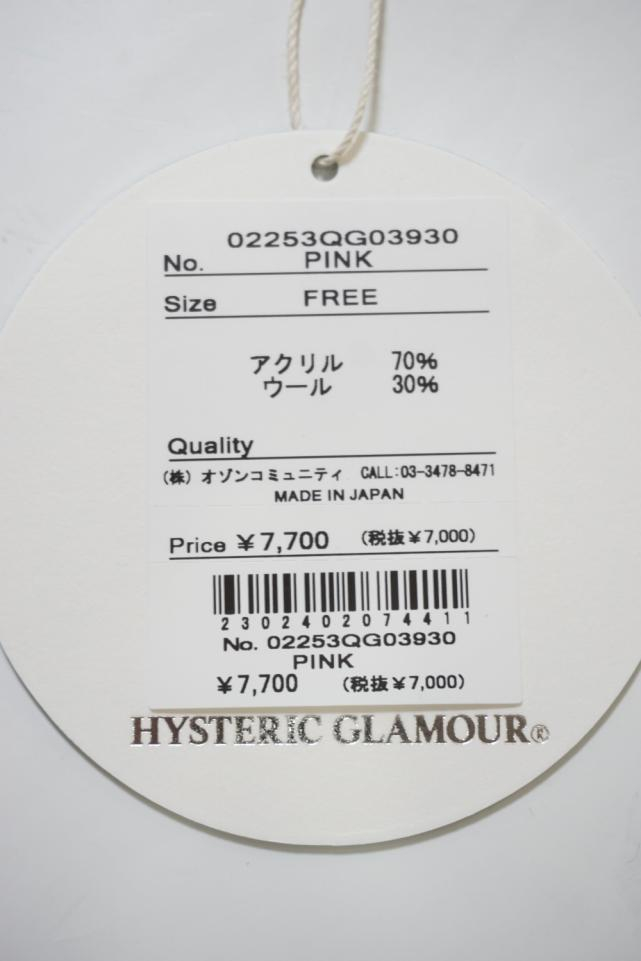 02253QG03930
No. PINK
Size FREE
アクリル 70%
ウール 30%
Quality
(株) オゾンコミュニティ CALL:03-3478-8471
MADE IN JAPAN
Price ¥7,700 (税抜¥7,000)
2302402074411
No. 02253QG03930
PINK
¥7,700 (税抜¥7,000)
HYSTERIC GLAMOUR®